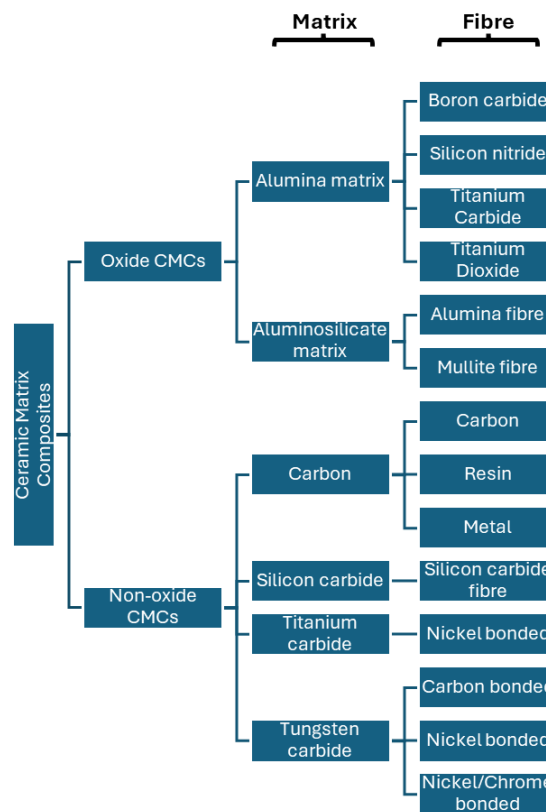 Matrix
Fibre
Boron carbide
Silicon nitride
Alumina matrix
Titanium
Carbide
Titanium
Dioxide
Oxide CMCs
Alumina fibre
Aluminosilicate
matrix
Mullite fibre
Ceramic Matrix
Composites
Carbon
Carbon
Resin
Metal
Non-oxide
CMCs
Silicon carbide
Silicon carbide
fibre
Titanium
carbide
Nickel bonded
Carbon bonded
Tungsten
carbide
Nickel bonded
Nickel/Chrome
bonded